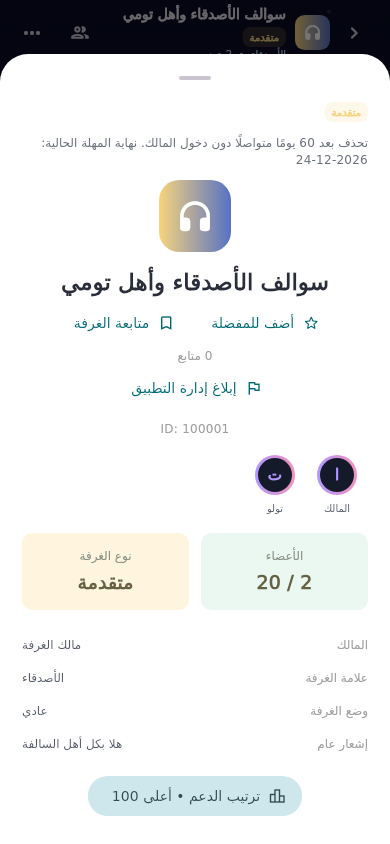 سوالف الأصدقاء وأهل تومي
متقدمة
متقدمة
تحذف بعد 60 يومًا متواصلًا دون دخول المالك. نهاية المهلة الحالية:
24-12-2026
سوالف الأصدقاء وأهل تومي
أضف للمفضلة
متابعة الغرفة
0 متابع
إبلاغ إدارة التطبيق
ID: 100001
ا
ت
المالك
تولو
الأعضاء
نوع الغرفة
2 / 20
متقدمة
المالك
مالك الغرفة
علامة الغرفة
الأصدقاء
وضع الغرفة
عادي
إشعار عام
هلا بكل أهل السالفة
ترتيب الدعم • أعلى 100